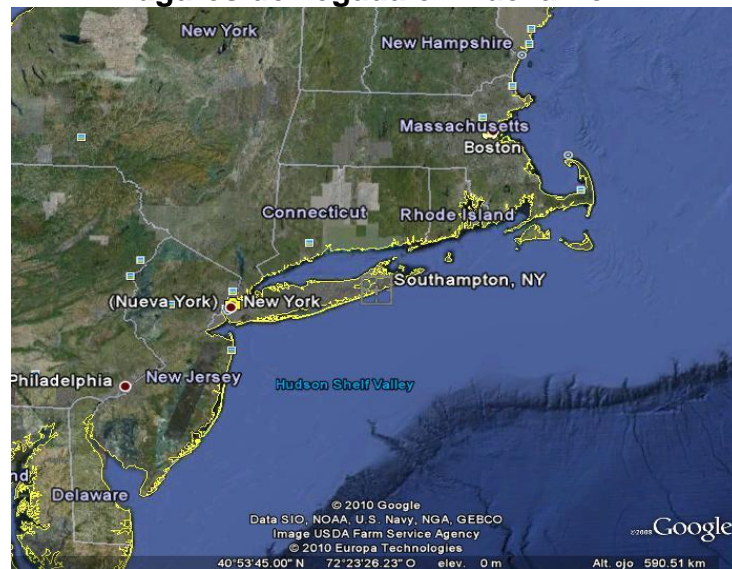 New York
New Hampshire
Massachusetts
Boston
Connecticut
Rhode Island
Southampton, NY
(Nueva York)
New York
Philadelphia
New Jersey
Hudson Shelf Valley
nd
Delaware
© 2010 Google
Data SIO, NOAA, U.S. Navy, NGA, GEBCO
Image USDA Farm Service Agency
© 2010 Europa Technologies
©2009 Google
40°53'45.00" N 72°23'26.23" O elev. 0 m Alt. ojo 590.51 km